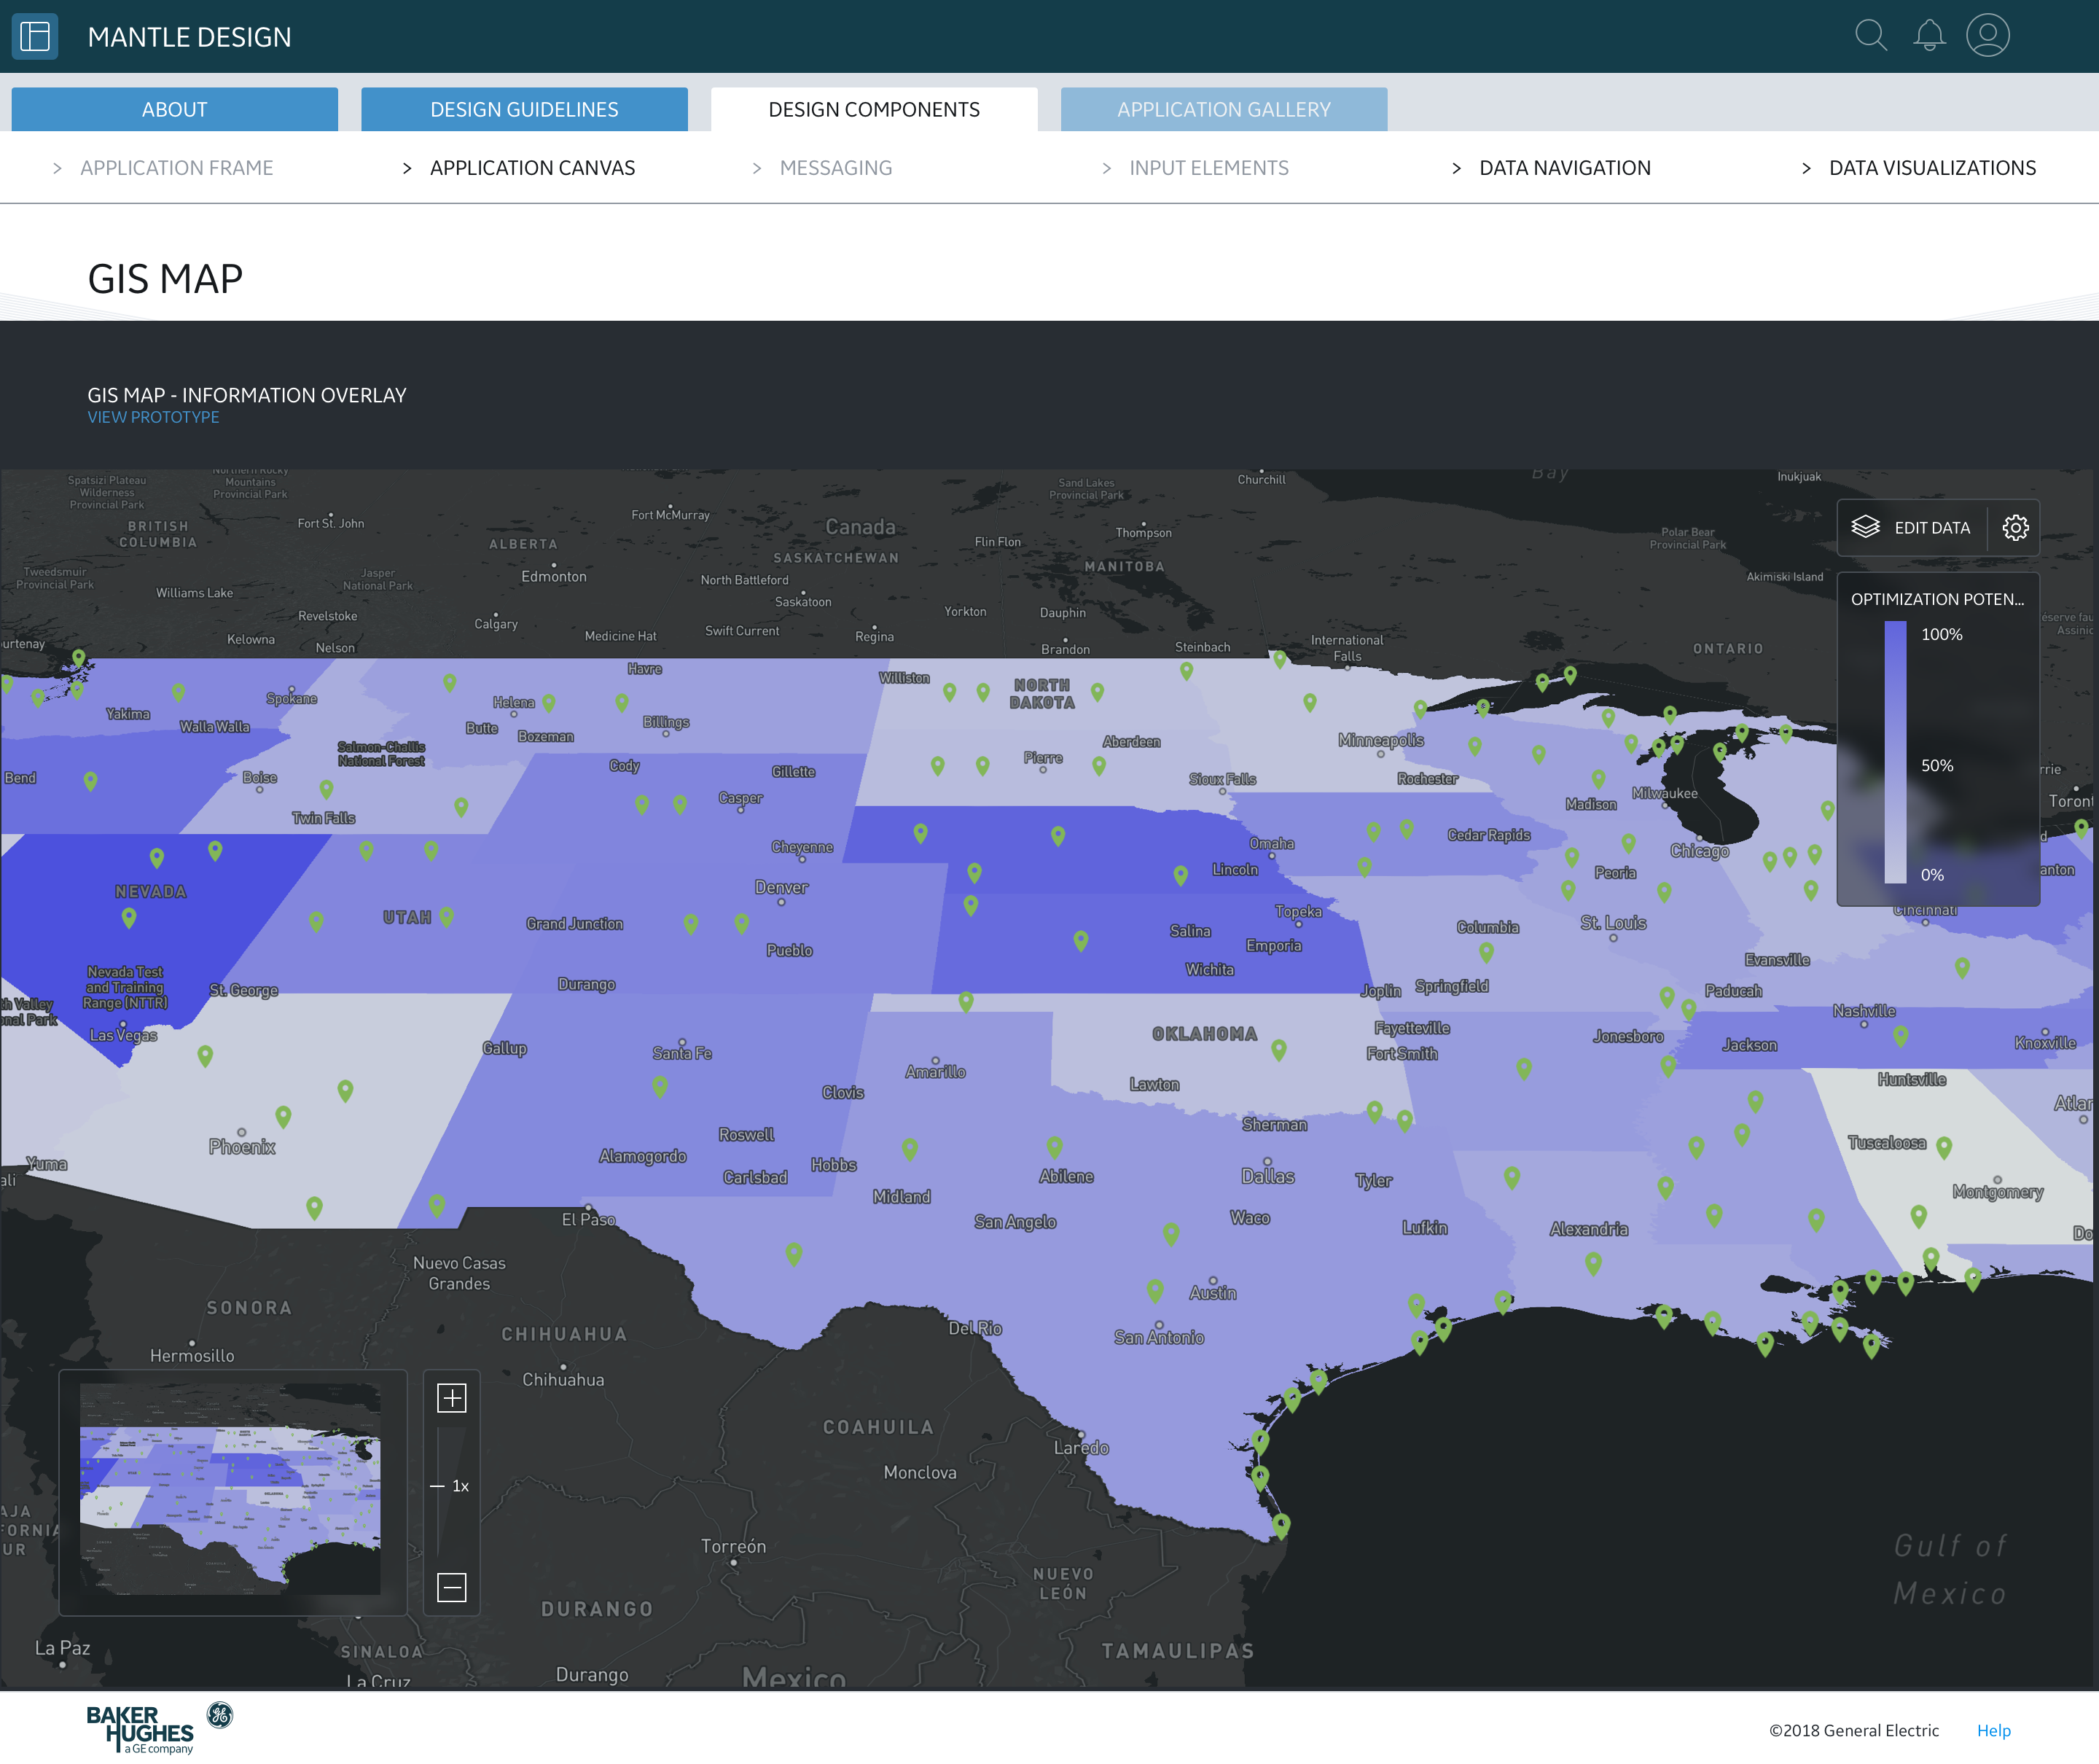 MANTLE DESIGN
ABOUT
DESIGN GUIDELINES
DESIGN COMPONENTS
APPLICATION GALLERY
> APPLICATION FRAME
> APPLICATION CANVAS
> MESSAGING
> INPUT ELEMENTS
> DATA NAVIGATION
> DATA VISUALIZATIONS
GIS MAP
GIS MAP - INFORMATION OVERLAY
VIEW PROTOTYPE
Spatsizi Plateau
Wilderness
Provincial Park
Northern Rocky
Mountains
Provincial Park
Sand Lakes
Provincial Park
Churchill
Bay
Inukjuak
BRITISH
COLUMBIA
Fort St. John
Fort McMurray
Canada
ALBERTA
SASKATCHEWAN
Flin Flon
Thompson
MANITOBA
Polar Bear
Provincial Park
EDIT DATA
Tweedsmuir
Provincial Park
Jasper
National Park
Edmonton
North Battleford
Akimiski Island
Williams Lake
Saskatoon
OPTIMIZATION POTEN...
Revelstoke
Calgary
Yorkton
Dauphin
100%
urtenay
Kelowna
Nelson
Medicine Hat
Swift Current
Regina
Brandon
Steinbach
International
Falls
ONTARIO
Havre
Williston
NORTH
DAKOTA
Spokane
Yakima
Walla Walla
Helena
Butte
Bozeman
Billings
Aberdeen
Minneapolis
Salmon-Challis
National Forest
Pierre
50%
Bend
Boise
Cody
Gillette
Sioux Falls
Rochester
Milwaukee
Madison
rrie
Toront
Twin Falls
Casper
Cheyenne
Omaha
Cedar Rapids
Chicago
Lincoln
Peoria
0%
anton
NEVADA
UTAH
Grand Junction
Denver
Topeka
Cincinnati
Pueblo
Salina
Emporia
Columbia
St. Louis
Evansville
Wichita
Nevada Test
and Training
Range (NTTR)
St. George
Durango
Joplin
Springfield
Paducah
th Valley
onal Park
Las Vegas
Nashville
OKLAHOMA
Fayetteville
Fort Smith
Jonesboro
Jackson
Knoxville
Gallup
Santa Fe
Amarillo
Clovis
Lawton
Huntsville
Atlan
Phoenix
Roswell
Sherman
Tuscaloosa
Yuma
ali
Alamogordo
Carlsbad
Hobbs
Abilene
Dallas
Tyler
Midland
Montgomery
El Paso
San Angelo
Waco
Lufkin
Alexandria
Do
Nuevo Casas
Grandes
Austin
SONORA
CHIHUAHUA
Del Rio
San Antonio
Hermosillo
Chihuahua
COAHUILA
Laredo
Monclova
1x
AJA
FORNIA
UR
Torreón
Gulf of
Mexico
NUEVO
LEÓN
DURANGO
La Paz
SINALOA
TAMAULIPAS
La Cruz
Durango
Mexico
BAKER
HUGHES
a GE company
©2018 General Electric
Help